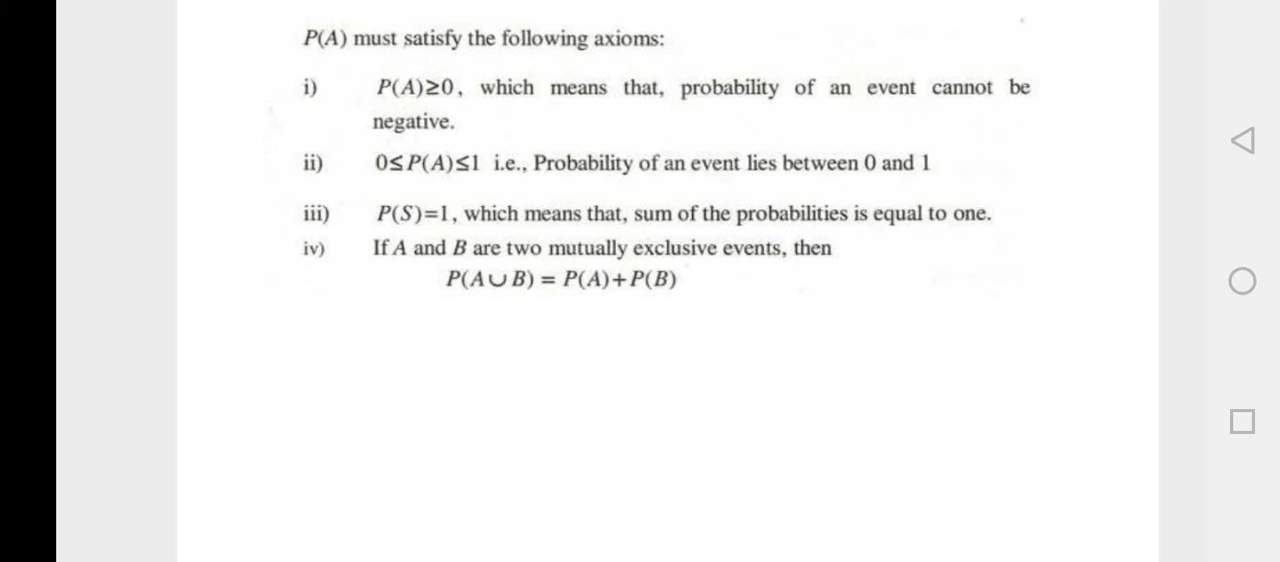 P(A) must satisfy the following axioms:
i) P(A)≥0, which means that, probability of an event cannot be
negative.
ii) 0≤P(A)≤1 i.e., Probability of an event lies between 0 and 1
iii) P(S)=1, which means that, sum of the probabilities is equal to one.
iv) If A and B are two mutually exclusive events, then
P(A∪B) = P(A)+P(B)